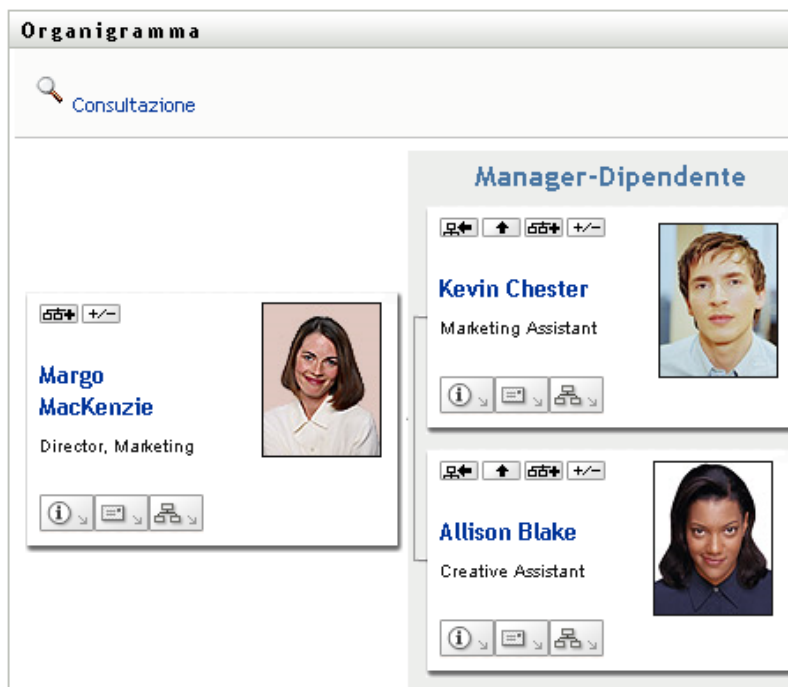 Organigramma
Consultazione
Manager-Dipendente
+/-
Kevin Chester
Marketing Assistant
+/-
Margo
MacKenzie
Director, Marketing
+/-
Allison Blake
Creative Assistant